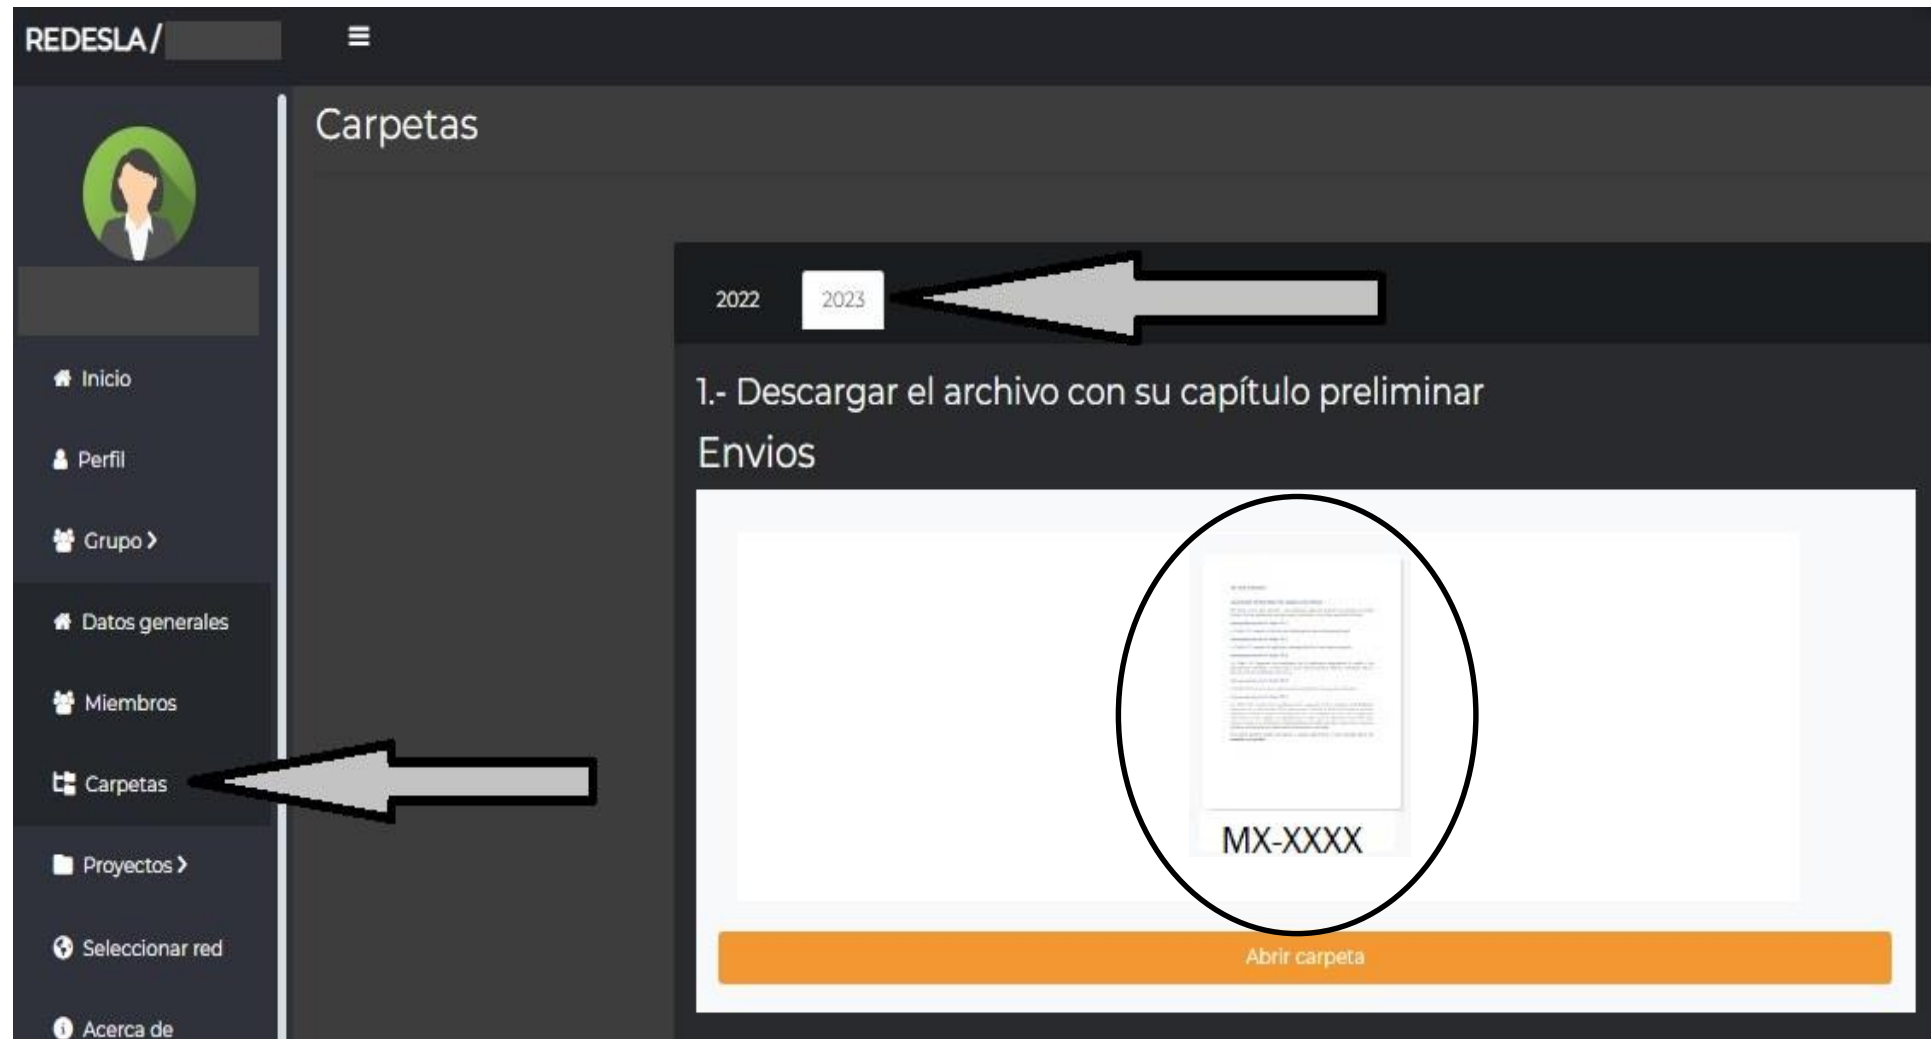 REDESLA /
Carpetas
2022
2023
Inicio
1.- Descargar el archivo con su capítulo preliminar
Perfil
Envios
Grupo
Datos generales
Miembros
Carpetas
MX-XXXX
Proyectos
Seleccionar red
Abrir carpeta
Acerca de